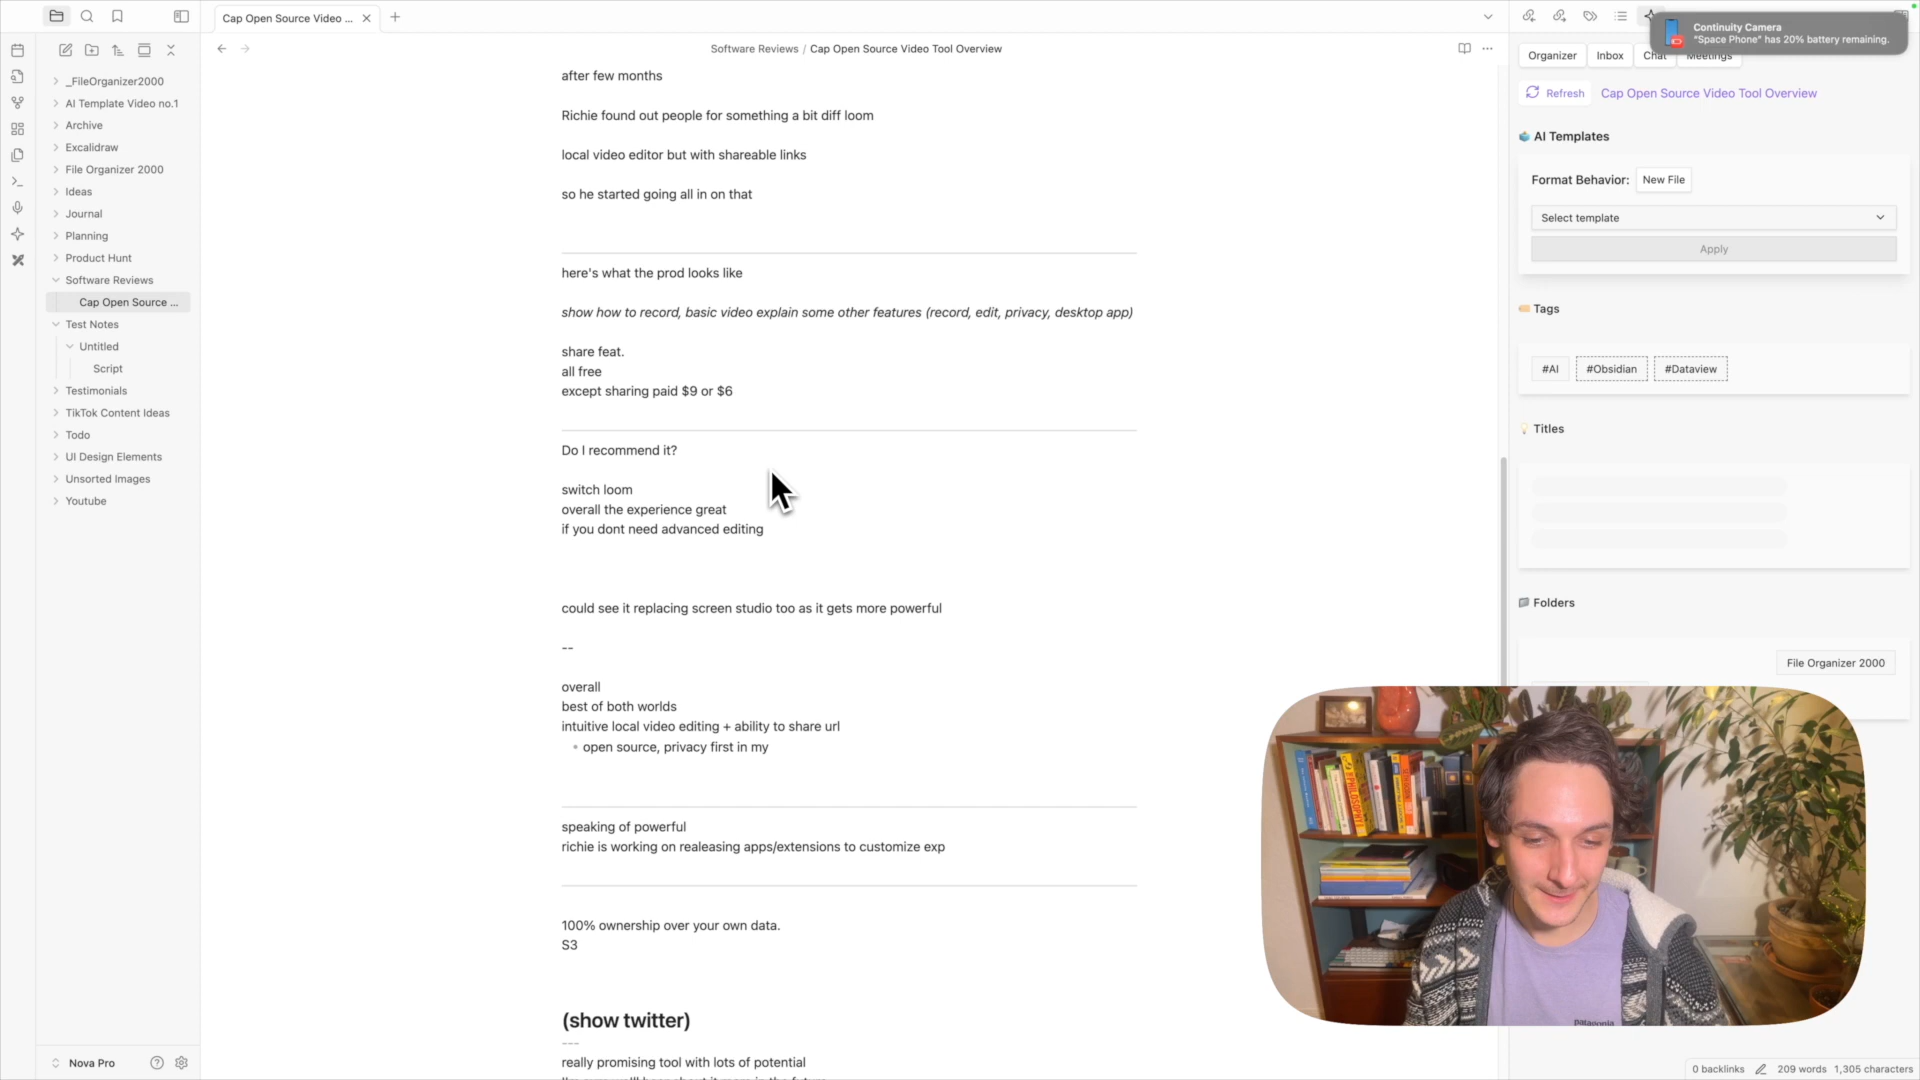 Cap Open Source Video ...
Continuity Camera
"Space Phone" has 20% battery remaining.
Software Reviews / Cap Open Source Video Tool Overview
Organizer
Inbox
Chat
Meetings
_FileOrganizer2000
AI Template Video no.1
Archive
Excalidraw
File Organizer 2000
Ideas
Journal
Planning
Product Hunt
Software Reviews
Cap Open Source ...
Test Notes
Untitled
Script
Testimonials
TikTok Content Ideas
Todo
UI Design Elements
Unsorted Images
Youtube
Nova Pro
after few months
Richie found out people for something a bit diff loom
local video editor but with shareable links
so he started going all in on that
here's what the prod looks like
show how to record, basic video explain some other features (record, edit, privacy, desktop app)
share feat.
all free
except sharing paid $9 or $6
Do I recommend it?
switch loom
overall the experience great
if you dont need advanced editing
could see it replacing screen studio too as it gets more powerful
--
overall
best of both worlds
intuitive local video editing + ability to share url
• open source, privacy first in my
speaking of powerful
richie is working on realeasing apps/extensions to customize exp
100% ownership over your own data.
S3
(show twitter)
---
really promising tool with lots of potential
Refresh
Cap Open Source Video Tool Overview
AI Templates
Format Behavior:
New File
Select template
Apply
Tags
#AI
#Obsidian
#Dataview
Titles
Folders
File Organizer 2000
patagonia
0 backlinks
209 words
1,305 characters